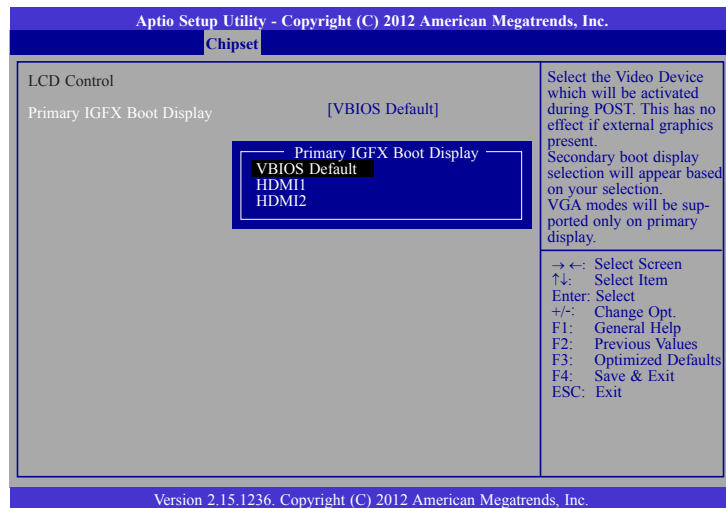 Aptio Setup Utility - Copyright (C) 2012 American Megatrends, Inc.
Chipset
LCD Control
Primary IGFX Boot Display [VBIOS Default]
Primary IGFX Boot Display
VBIOS Default
HDMI1
HDMI2
Select the Video Device
which will be activated
during POST. This has no
effect if external graphics
present.
Secondary boot display
selection will appear based
on your selection.
VGA modes will be sup-
ported only on primary
display.
→←: Select Screen
↑↓: Select Item
Enter: Select
+/-: Change Opt.
F1: General Help
F2: Previous Values
F3: Optimized Defaults
F4: Save & Exit
ESC: Exit
Version 2.15.1236. Copyright (C) 2012 American Megatrends, Inc.